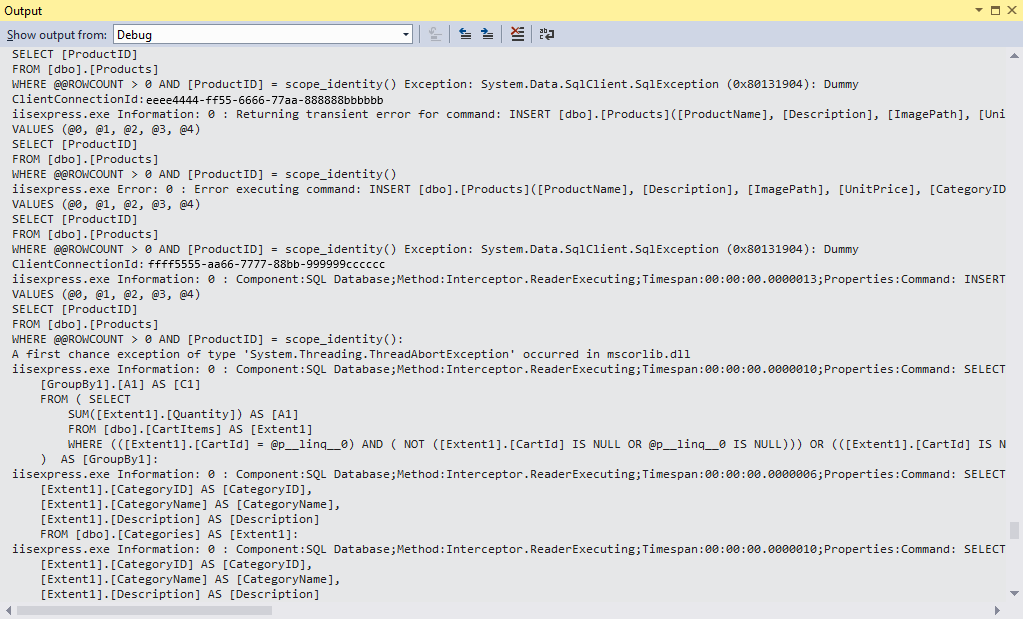 Output
Show output from: Debug
SELECT [ProductID]
FROM [dbo].[Products]
WHERE @@ROWCOUNT > 0 AND [ProductID] = scope_identity() Exception: System.Data.SqlClient.SqlException (0x80131904): Dummy
ClientConnectionId: eeee4444-ff55-6666-77aa-888888bbbbbb
iisexpress.exe Information: 0 : Returning transient error for command: INSERT [dbo].[Products]([ProductName], [Description], [ImagePath], [Uni
VALUES (@0, @1, @2, @3, @4)
SELECT [ProductID]
FROM [dbo].[Products]
WHERE @@ROWCOUNT > 0 AND [ProductID] = scope_identity()
iisexpress.exe Error: 0 : Error executing command: INSERT [dbo].[Products]([ProductName], [Description], [ImagePath], [UnitPrice], [CategoryID
VALUES (@0, @1, @2, @3, @4)
SELECT [ProductID]
FROM [dbo].[Products]
WHERE @@ROWCOUNT > 0 AND [ProductID] = scope_identity() Exception: System.Data.SqlClient.SqlException (0x80131904): Dummy
ClientConnectionId: ffff5555-aa66-7777-88bb-999999cccccc
iisexpress.exe Information: 0 : Component:SQL Database;Method:Interceptor.ReaderExecuting;Timespan:00:00:00.0000013;Properties:Command: INSERT
VALUES (@0, @1, @2, @3, @4)
SELECT [ProductID]
FROM [dbo].[Products]
WHERE @@ROWCOUNT > 0 AND [ProductID] = scope_identity():
A first chance exception of type 'System.Threading.ThreadAbortException' occurred in mscorlib.dll
iisexpress.exe Information: 0 : Component:SQL Database;Method:Interceptor.ReaderExecuting;Timespan:00:00:00.0000010;Properties:Command: SELECT
[GroupBy1].[A1] AS [C1]
FROM ( SELECT
SUM([Extent1].[Quantity]) AS [A1]
FROM [dbo].[CartItems] AS [Extent1]
WHERE (([Extent1].[CartId] = @p__linq__0) AND ( NOT ([Extent1].[CartId] IS NULL OR @p__linq__0 IS NULL))) OR (([Extent1].[CartId] IS N
) AS [GroupBy1]:
iisexpress.exe Information: 0 : Component:SQL Database;Method:Interceptor.ReaderExecuting;Timespan:00:00:00.0000006;Properties:Command: SELECT
[Extent1].[CategoryID] AS [CategoryID],
[Extent1].[CategoryName] AS [CategoryName],
[Extent1].[Description] AS [Description]
FROM [dbo].[Categories] AS [Extent1]:
iisexpress.exe Information: 0 : Component:SQL Database;Method:Interceptor.ReaderExecuting;Timespan:00:00:00.0000010;Properties:Command: SELECT
[Extent1].[CategoryID] AS [CategoryID],
[Extent1].[CategoryName] AS [CategoryName],
[Extent1].[Description] AS [Description]